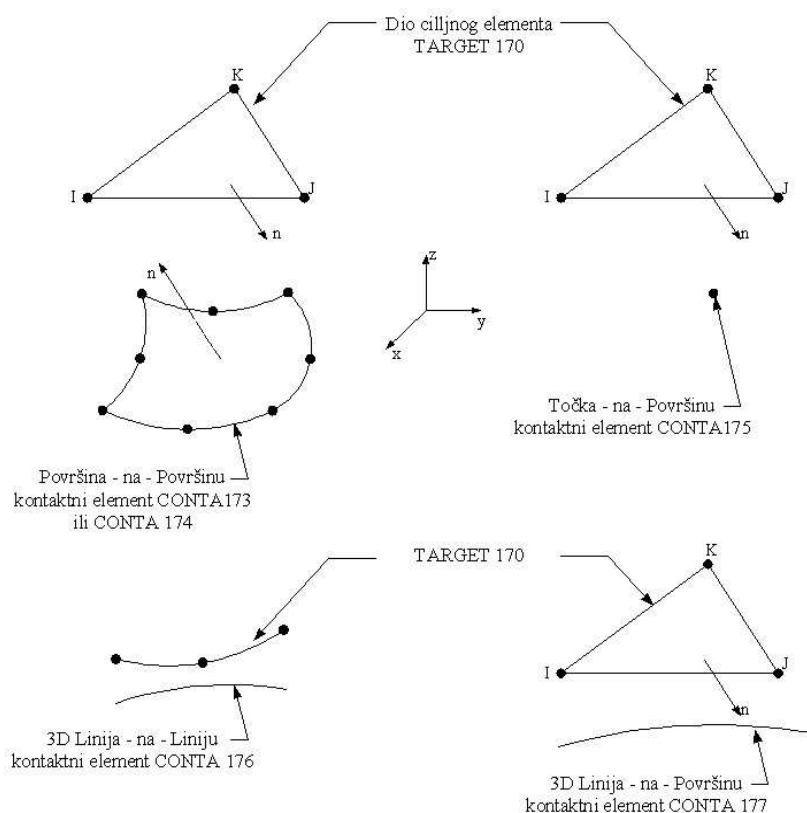 Dio cilljnog elementa
TARGET 170
K
K
I
J
I
J
n
n
n
z
y
x
Točka - na - Površinu
kontaktni element CONTA175
Površina - na - Površinu
kontaktni element CONTA173
ili CONTA 174
TARGET 170
K
I
J
n
3D Linija - na - Liniju
kontaktni element CONTA 176
3D Linija - na - Površinu
kontaktni element CONTA 177